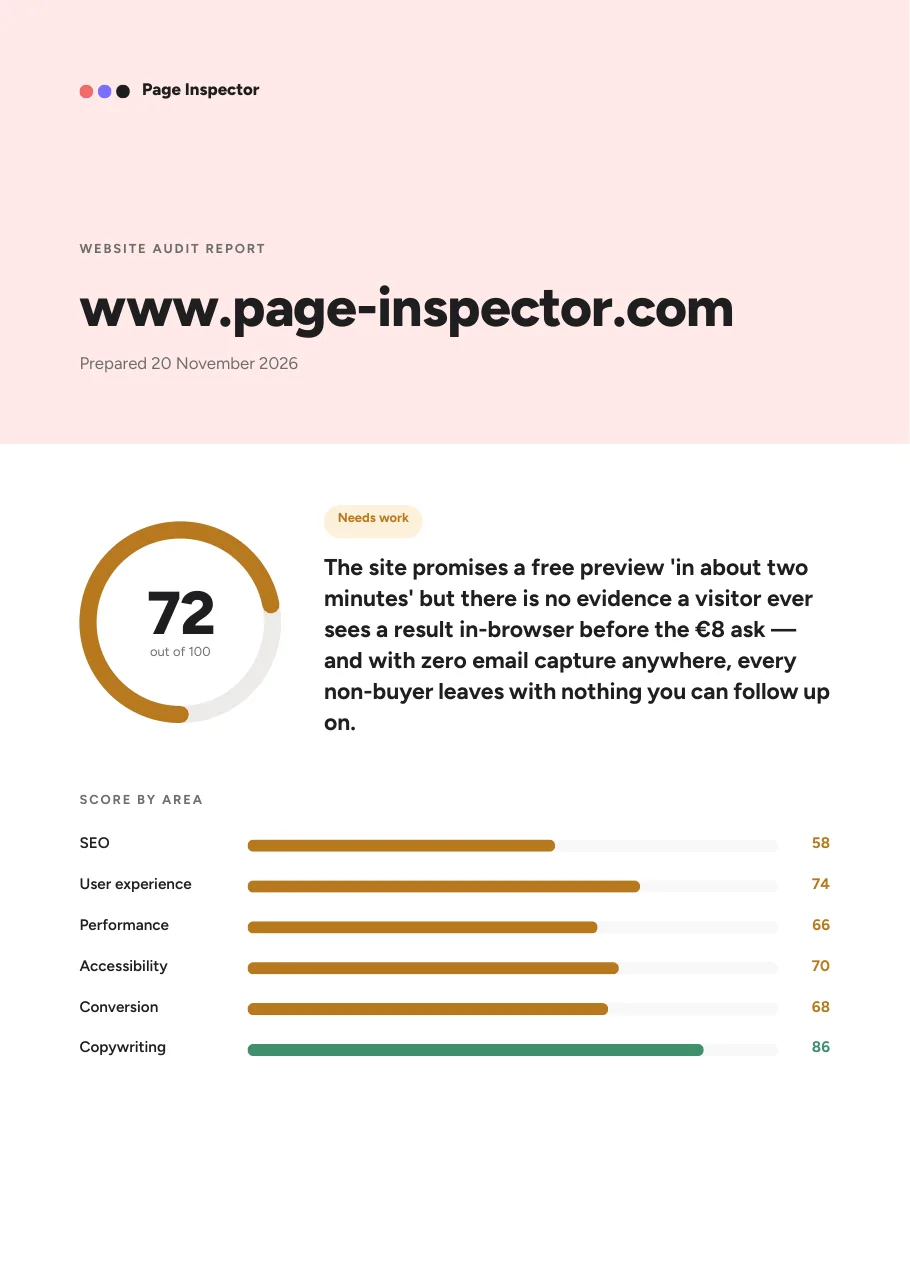 Page Inspector
WEBSITE AUDIT REPORT
www.page-inspector.com
Prepared 20 November 2026
72
out of 100
Needs work
The site promises a free preview 'in about two
minutes' but there is no evidence a visitor ever
sees a result in-browser before the €8 ask —
and with zero email capture anywhere, every
non-buyer leaves with nothing you can follow up
on.
SCORE BY AREA
SEO 58
User experience 74
Performance 66
Accessibility 70
Conversion 68
Copywriting 86